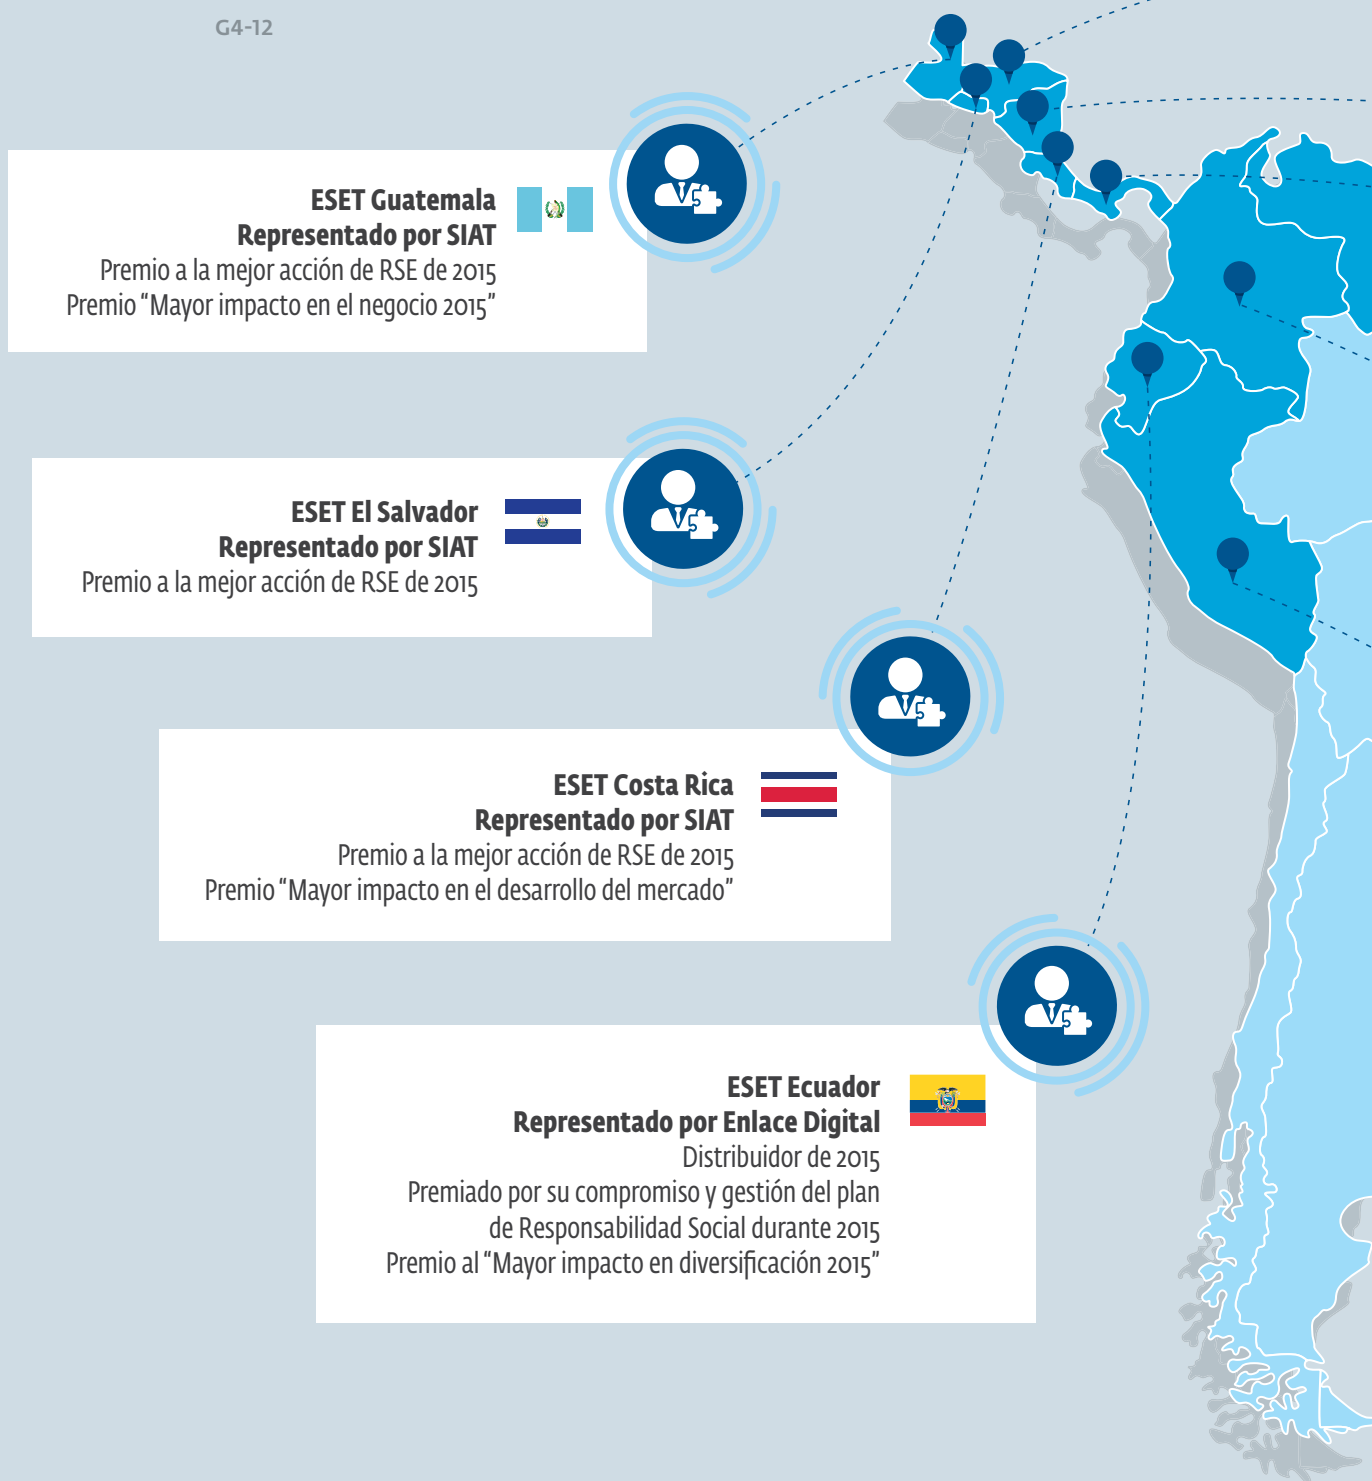 G4-12
ESET Guatemala
Representado por SIAT
Premio a la mejor acción de RSE de 2015
Premio “Mayor impacto en el negocio 2015”
ESET El Salvador
Representado por SIAT
Premio a la mejor acción de RSE de 2015
ESET Costa Rica
Representado por SIAT
Premio a la mejor acción de RSE de 2015
Premio “Mayor impacto en el desarrollo del mercado”
ESET Ecuador
Representado por Enlace Digital
Distribuidor de 2015
Premiado por su compromiso y gestión del plan
de Responsabilidad Social durante 2015
Premio al “Mayor impacto en diversificación 2015”